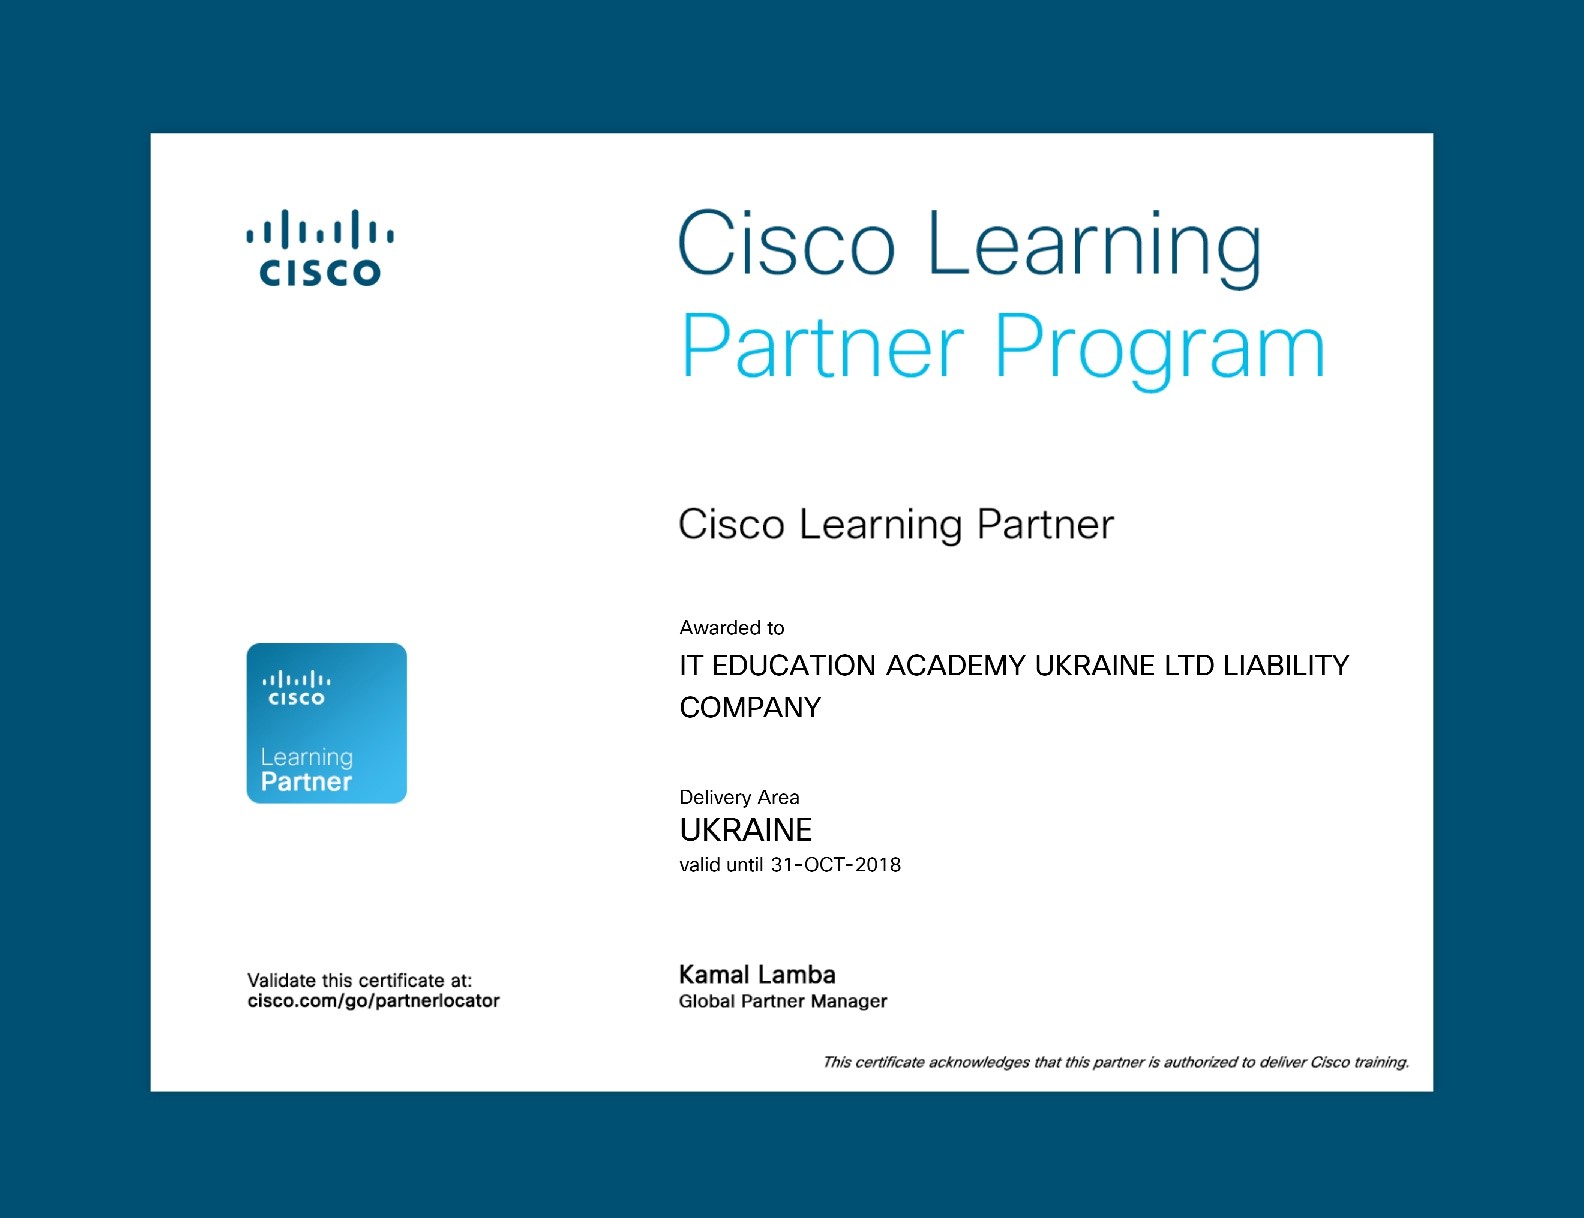 cisco
Cisco Learning
Partner Program
Cisco Learning Partner
Awarded to
IT EDUCATION ACADEMY UKRAINE LTD LIABILITY
COMPANY
cisco
Learning
Partner
Delivery Area
UKRAINE
valid until 31-OCT-2018
Validate this certificate at:
cisco.com/go/partnerlocator
Kamal Lamba
Global Partner Manager
This certificate acknowledges that this partner is authorized to deliver Cisco training.